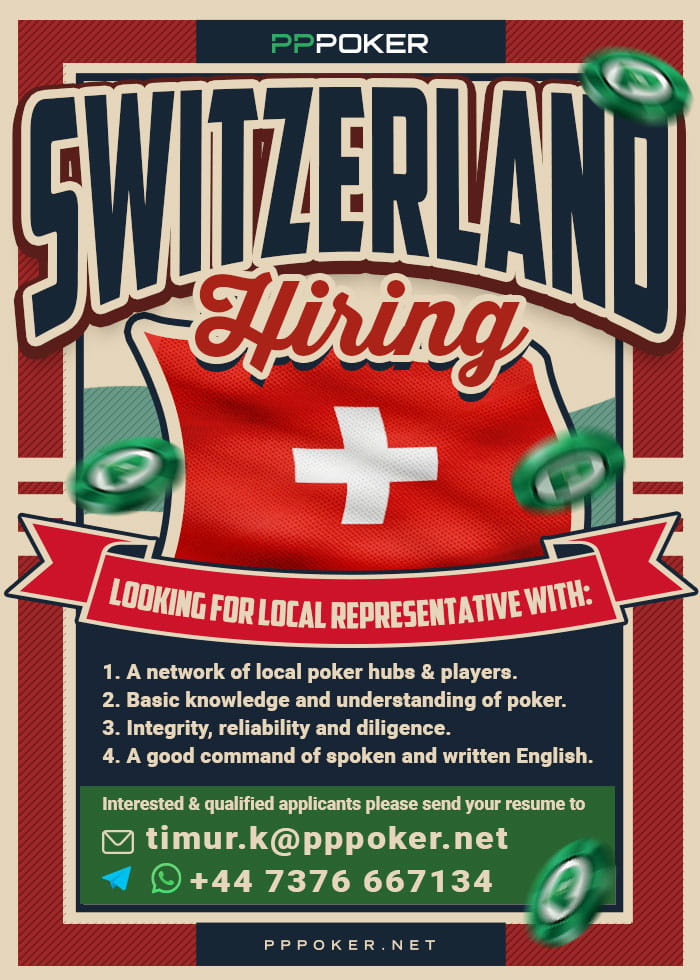 PPPOKER
SWITZERLAND
Hiring
LOOKING FOR LOCAL REPRESENTATIVE WITH:
1. A network of local poker hubs & players.
2. Basic knowledge and understanding of poker.
3. Integrity, reliability and diligence.
4. A good command of spoken and written English.
Interested & qualified applicants please send your resume to
timur.k@pppoker.net
+44 7376 667134
PPPOKER.NET